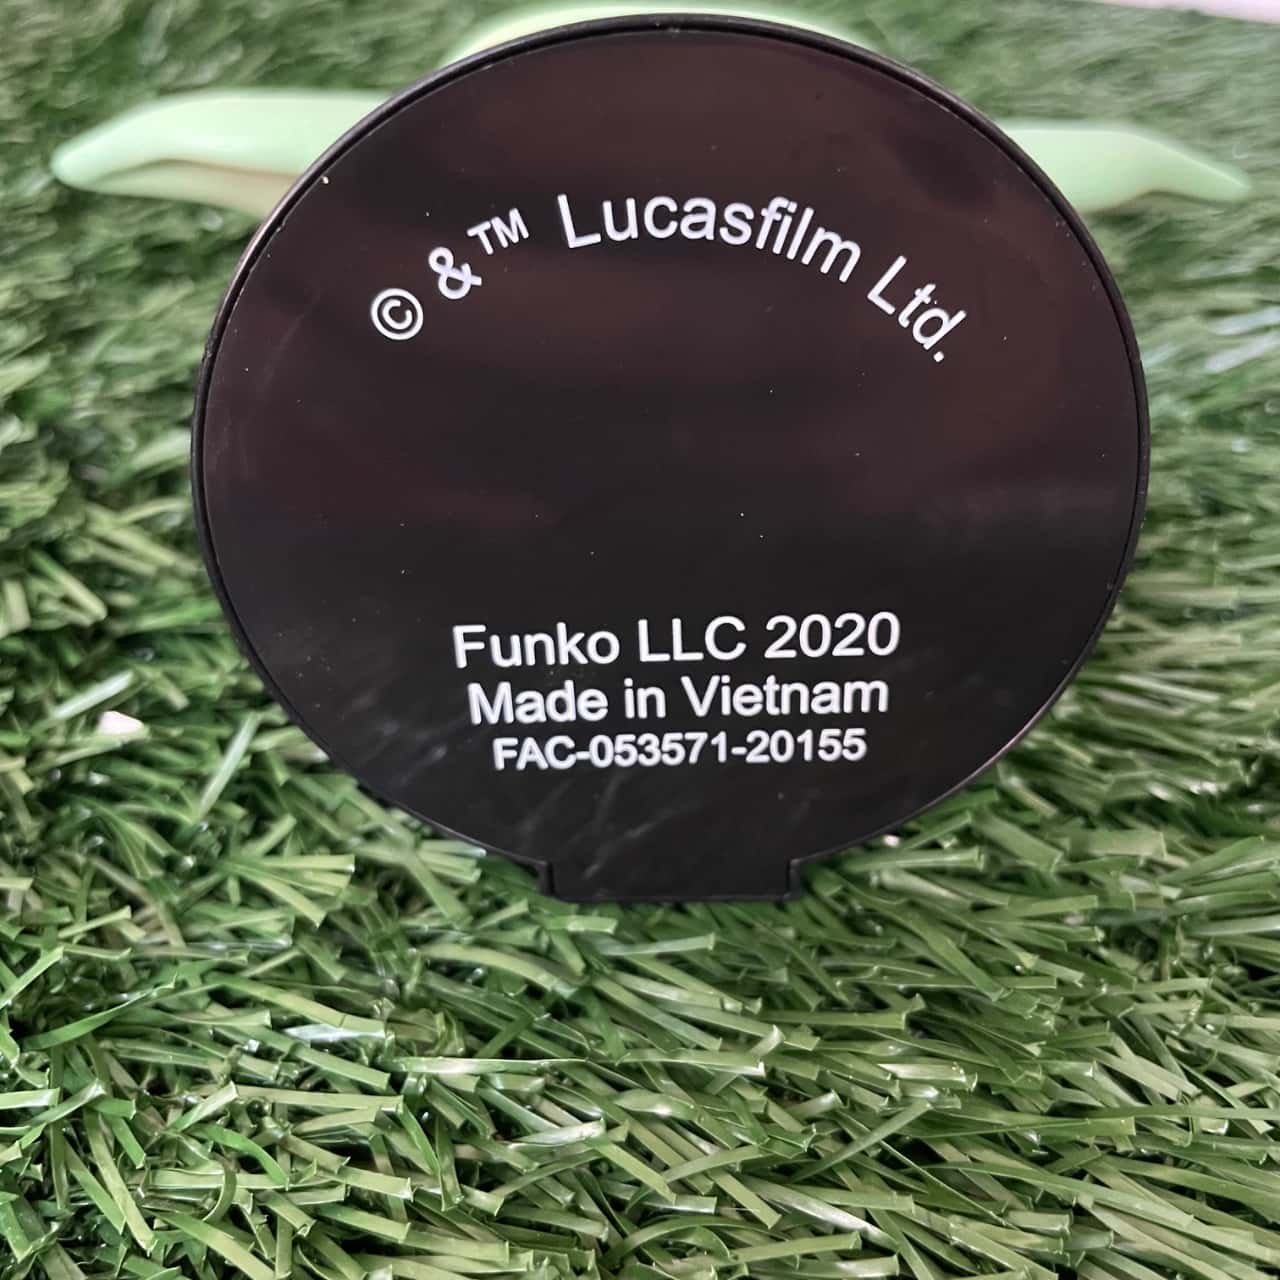 © & ™ Lucasfilm Ltd.
Funko LLC 2020
Made in Vietnam
FAC-053571-20155